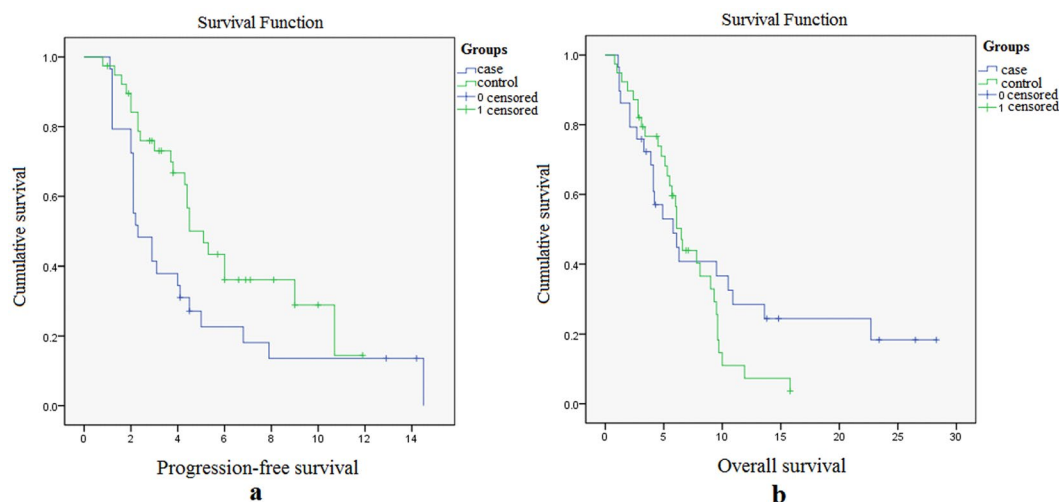 Survival Function
Groups
case
control
0 censored
1 censored
1.0
0.8
0.6
0.4
0.2
0.0
0
2
4
6
8
10
12
14
Cumulative survival
Progression-free survival
a
Survival Function
Groups
case
control
0 censored
1 censored
1.0
0.8
0.6
0.4
0.2
0.0
0
5
10
15
20
25
30
Cumulative survival
Overall survival
b